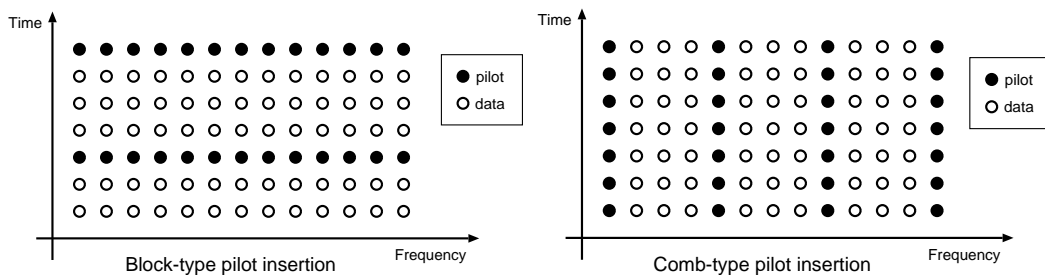 Time
pilot
data
Frequency
Block-type pilot insertion
Time
pilot
data
Frequency
Comb-type pilot insertion